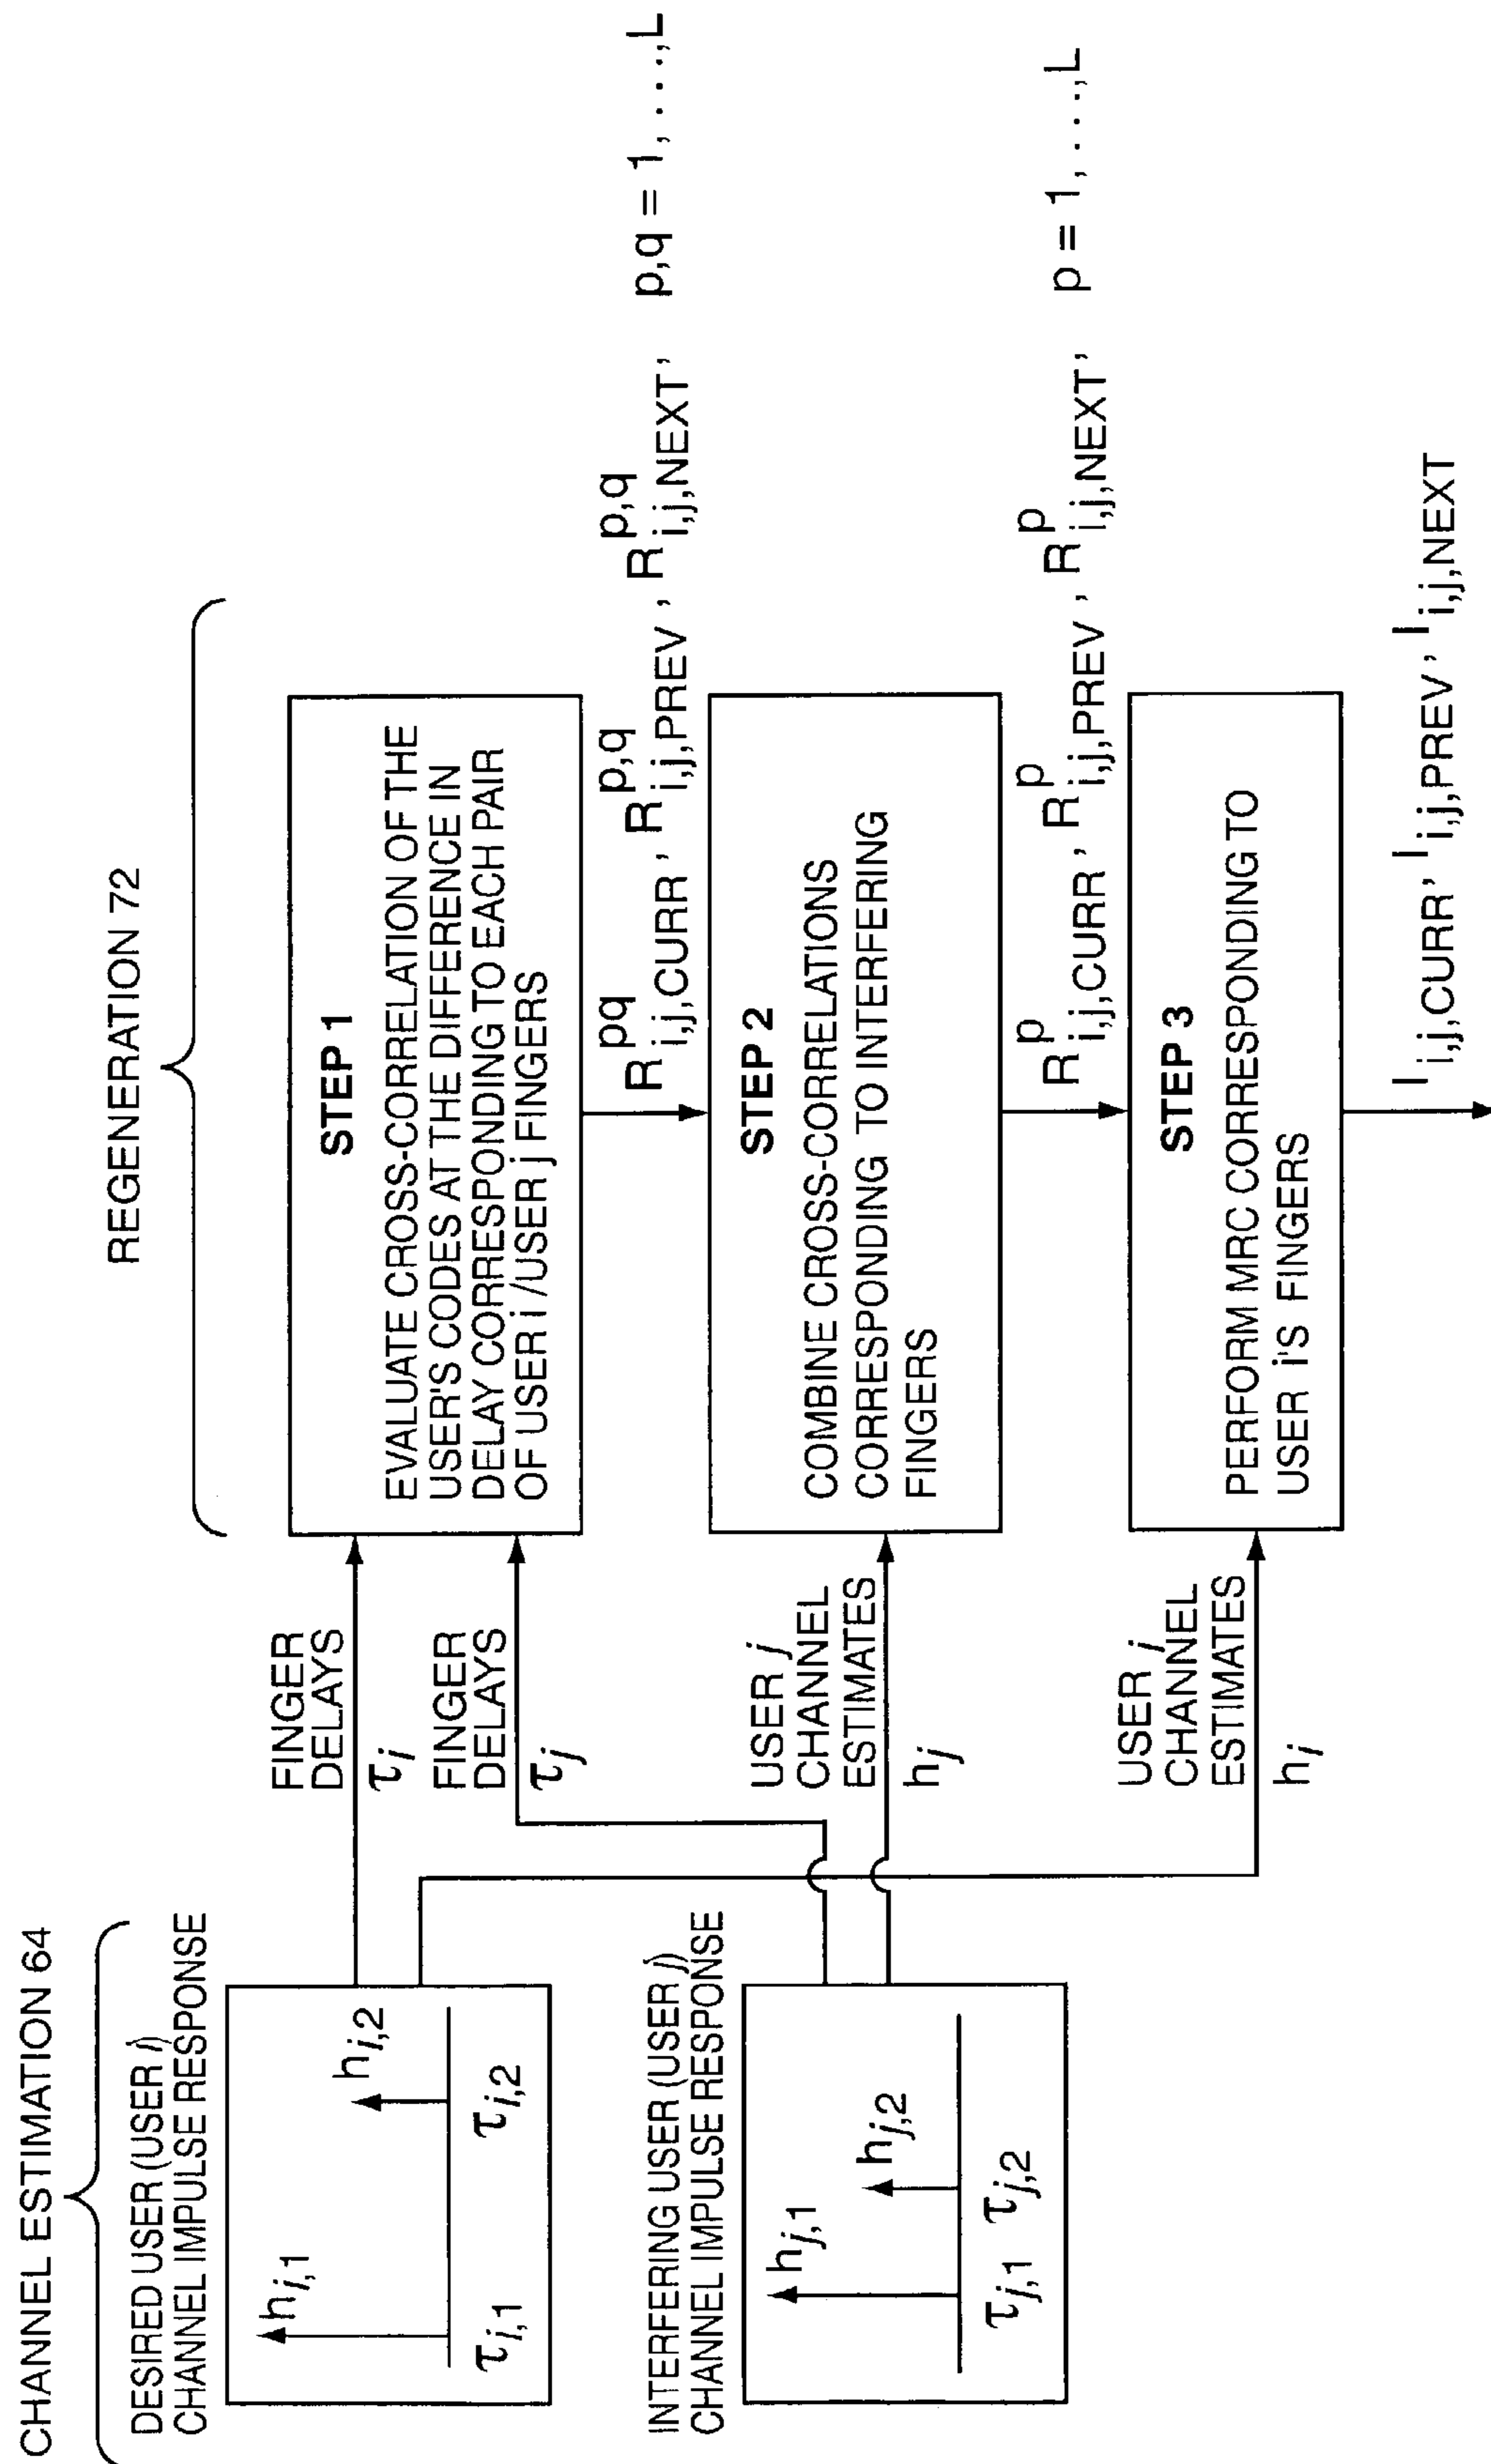 CHANNEL ESTIMATION 64
DESIRED USER (USER i)
CHANNEL IMPULSE RESPONSE
h_{i,1}
h_{i,2}
τ_{i,1}
τ_{i,2}
INTERFERING USER (USER j)
CHANNEL IMPULSE RESPONSE
h_{j,1}
h_{j,2}
τ_{j,1} τ_{j,2}
FINGER
DELAYS
τ_i
FINGER
DELAYS
τ_j
USER j
CHANNEL
ESTIMATES
h_j
USER i
CHANNEL
ESTIMATES
h_i
REGENERATION 72
STEP 1
EVALUATE CROSS-CORRELATION OF THE
USER'S CODES AT THE DIFFERENCE IN
DELAY CORRESPONDING TO EACH PAIR
OF USER i /USER j FINGERS
R^{pq}_{i,j,CURR}, R^{p,q}_{i,j,PREV}, R^{p,q}_{i,j,NEXT}, p,q = 1, . . .,L
STEP 2
COMBINE CROSS-CORRELATIONS
CORRESPONDING TO INTERFERING
FINGERS
R^{p}_{i,j,CURR}, R^{p}_{i,j,PREV}, R^{p}_{i,j,NEXT}, p = 1, . . .,L
STEP 3
PERFORM MRC CORRESPONDING TO
USER i'S FINGERS
I_{i,j,CURR}, I_{i,j,PREV}, I_{i,j,NEXT}